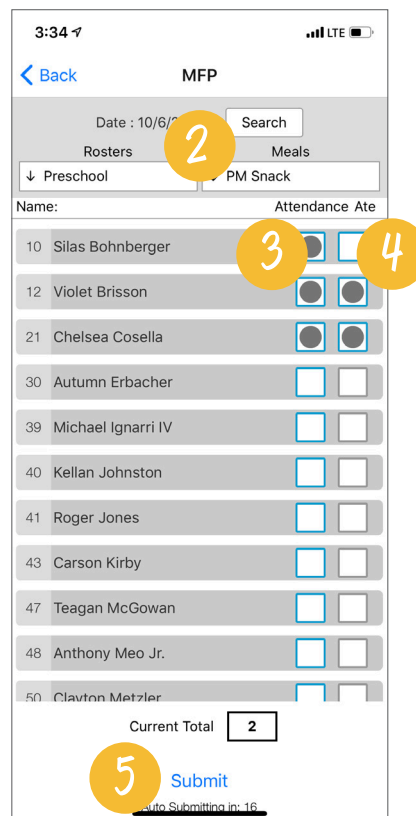 3:34 LTE
Back MFP
Date : 10/6/2 Search
2
Rosters Meals
↓ Preschool PM Snack
Name: Attendance Ate
3 4
10 Silas Bohnberger
12 Violet Brisson
21 Chelsea Cosella
30 Autumn Erbacher
39 Michael Ignarri IV
40 Kellan Johnston
41 Roger Jones
43 Carson Kirby
47 Teagan McGowan
48 Anthony Meo Jr.
50 Clayton Metzler
Current Total 2
5 Submit
Auto Submitting in: 16